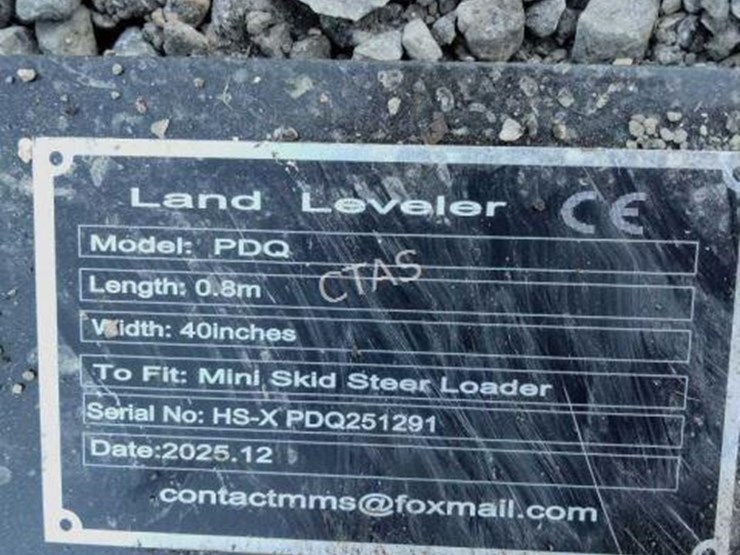 Land Leveler CE
Model: PDQ
CTAS
Length: 0.8m
Width: 40inches
To Fit: Mini Skid Steer Loader
Serial No: HS-X PDQ251291
Date:2025.12
contactmms@foxmail.com